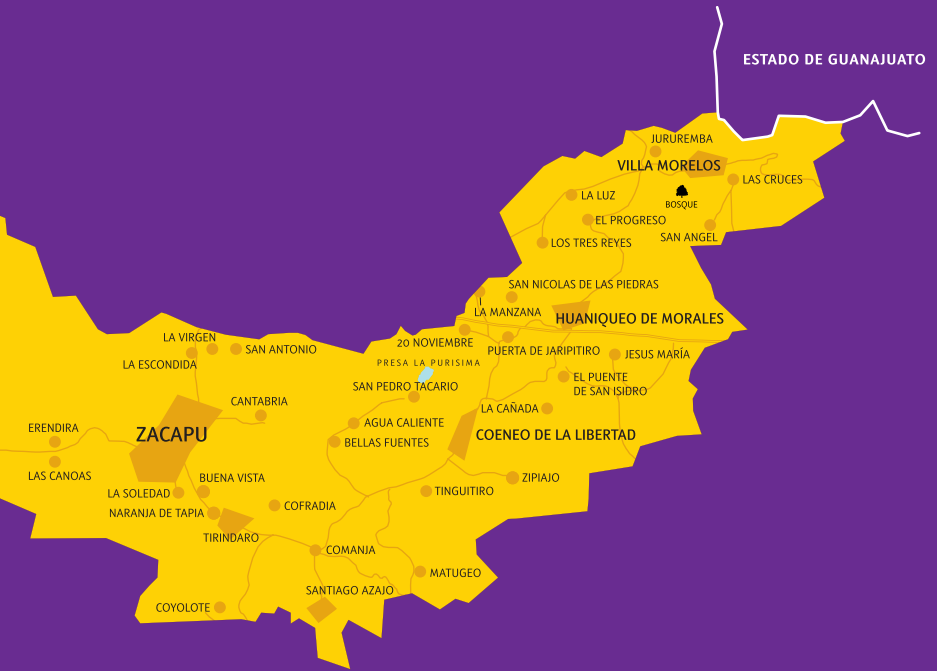 ESTADO DE GUANAJUATO
JURUREMBA
VILLA MORELOS
LAS CRUCES
LA LUZ
BOSQUE
EL PROGRESO
SAN ANGEL
LOS TRES REYES
SAN NICOLAS DE LAS PIEDRAS
LA MANZANA
HUANIQUEO DE MORALES
20 NOVIEMBRE
PUERTA DE JARIPITIRO
JESUS MARÍA
LA VIRGEN
SAN ANTONIO
LA ESCONDIDA
PRESA LA PURISIMA
SAN PEDRO TACARIO
EL PUENTE
DE SAN ISIDRO
CANTABRIA
LA CAÑADA
AGUA CALIENTE
ERENDIRA
ZACAPU
BELLAS FUENTES
COENEO DE LA LIBERTAD
LAS CANOAS
BUENA VISTA
ZIPIAJO
LA SOLEDAD
TINGUITIRO
NARANJA DE TAPIA
COFRADIA
TIRINDARO
COMANJA
MATUGEO
SANTIAGO AZAJO
COYOLOTE